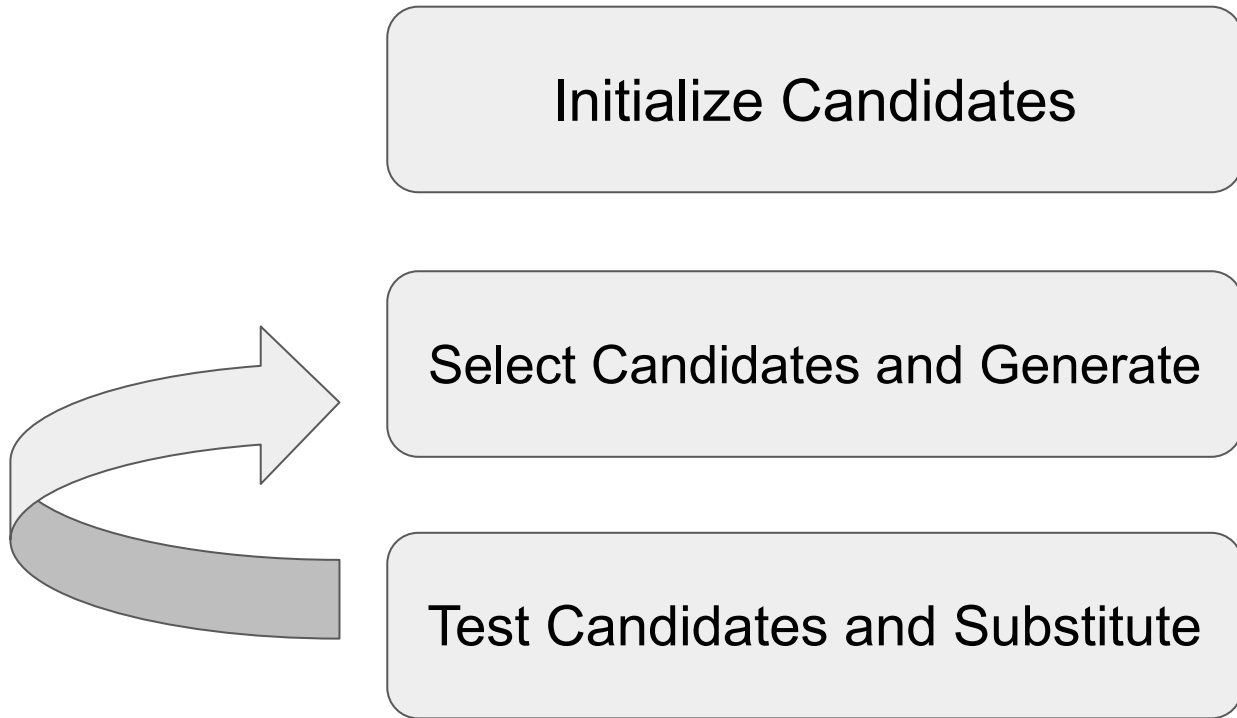 Initialize Candidates
Select Candidates and Generate
Test Candidates and Substitute